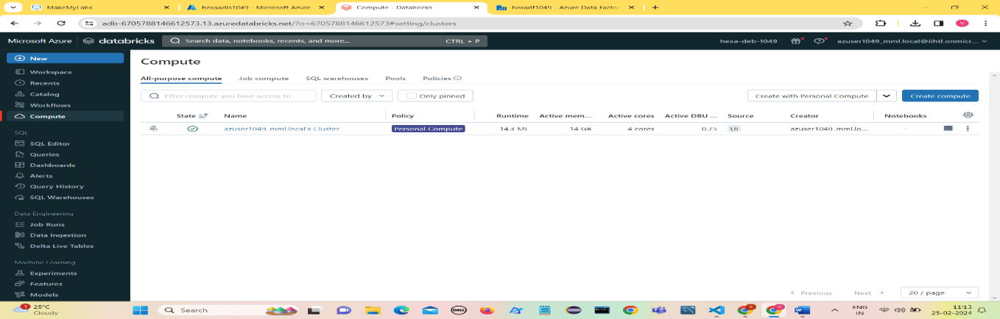 MakeMyLabs
hexaadls1049 - Microsoft Azure
Compute - Databricks
hexadf1049 - Azure Data Factor
adb-6705788146612573.13.azuredatabricks.net/?o=6705788146612573#setting/clusters
V
Microsoft Azure
databricks
Search data, notebooks, recents, and more...
CTRL + P
hexa-deb-1049
azuser1049_mml.local@iihtl.onmicr...
New
Workspace
Recents
Catalog
Workflows
Compute
SQL
SQL Editor
Queries
Dashboards
Alerts
Query History
SQL Warehouses
Data Engineering
Job Runs
Data Ingestion
Delta Live Tables
Machine Learning
Experiments
Features
Models
Compute
All-purpose compute Job compute SQL warehouses Pools Policies
Filter compute you have access to
Created by
Only pinned
Create with Personal Compute
Create compute
State Name Policy Runtime Active mem... Active cores Active DBU ... Source Creator Notebooks
azuser1049_mml.local's Cluster Personal Compute 14.3 ML 14 GB 4 cores 0.75 UI azuser1049_mml.lo... -
Previous Next 20 / page
1
25°C
Cloudy
Search
DELL
ENG
IN
11:13
25-02-2024